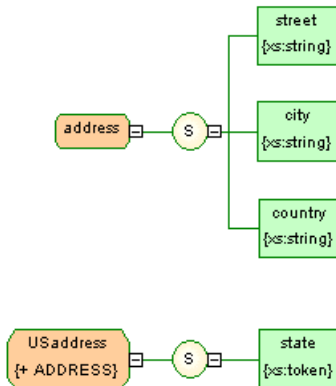 street
{xs:string}
address
S
city
{xs:string}
country
{xs:string}
USaddress
{+ ADDRESS}
S
state
{xs:token}